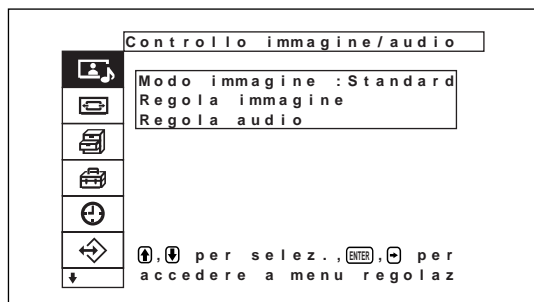 Controllo immagine/audio
Modo immagine :Standard
Regola immagine
Regola audio
, per selez., ENTER , per
accedere a menu regolaz